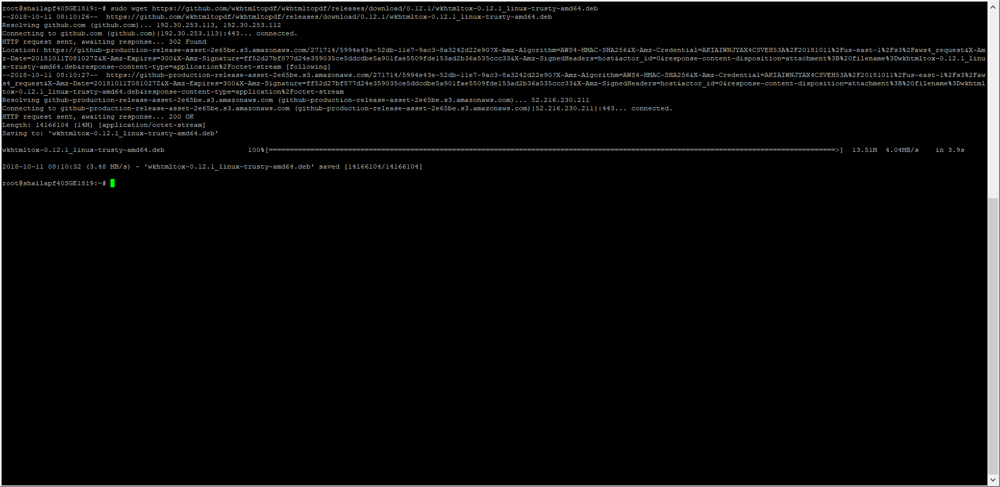 root@shailapf40SGE1819:~# sudo wget https://github.com/wkhtmltopdf/wkhtmltopdf/releases/download/0.12.1/wkhtmltox-0.12.1_linux-trusty-amd64.deb
--2018-10-11 08:10:26--  https://github.com/wkhtmltopdf/wkhtmltopdf/releases/download/0.12.1/wkhtmltox-0.12.1_linux-trusty-amd64.deb
Resolving github.com (github.com)... 192.30.253.113, 192.30.253.112
Connecting to github.com (github.com)|192.30.253.113|:443... connected.
HTTP request sent, awaiting response... 302 Found
Location: https://github-production-release-asset-2e65be.s3.amazonaws.com/271714/5994e43e-52db-11e7-9ac3-8a3242d22e90?X-Amz-Algorithm=AWS4-HMAC-SHA256&X-Amz-Credential=AKIAIWNJYAX4CSVEH53A%2F20181011%2Fus-east-1%2Fs3%2Faws4_request&X-Am
z-Date=20181011T081027Z&X-Amz-Expires=300&X-Amz-Signature=ff52d27bf877d24e359035ce5ddcdbe5a901fae5509fde153ad2b36a535ccc33&X-Amz-SignedHeaders=host&actor_id=0&response-content-disposition=attachment%3B%20filename%3Dwkhtmltox-0.12.1_linu
x-trusty-amd64.deb&response-content-type=application%2Foctet-stream [following]
--2018-10-11 08:10:27--  https://github-production-release-asset-2e65be.s3.amazonaws.com/271714/5994e43e-52db-11e7-9ac3-8a3242d22e90?X-Amz-Algorithm=AWS4-HMAC-SHA256&X-Amz-Credential=AKIAIWNJYAX4CSVEH53A%2F20181011%2Fus-east-1%2Fs3%2Faw
s4_request&X-Amz-Date=20181011T081027Z&X-Amz-Expires=300&X-Amz-Signature=ff52d27bf877d24e359035ce5ddcdbe5a901fae5509fde153ad2b36a535ccc33&X-Amz-SignedHeaders=host&actor_id=0&response-content-disposition=attachment%3B%20filename%3Dwkhtml
tox-0.12.1_linux-trusty-amd64.deb&response-content-type=application%2Foctet-stream
Resolving github-production-release-asset-2e65be.s3.amazonaws.com (github-production-release-asset-2e65be.s3.amazonaws.com)... 52.216.230.211
Connecting to github-production-release-asset-2e65be.s3.amazonaws.com (github-production-release-asset-2e65be.s3.amazonaws.com)|52.216.230.211|:443... connected.
HTTP request sent, awaiting response... 200 OK
Length: 14166104 (14M) [application/octet-stream]
Saving to: 'wkhtmltox-0.12.1_linux-trusty-amd64.deb'
wkhtmltox-0.12.1_linux-trusty-amd64.deb                    100%[========================================================================================================================================>]  13.51M  4.04MB/s    in 3.9s
2018-10-11 08:10:32 (3.48 MB/s) - 'wkhtmltox-0.12.1_linux-trusty-amd64.deb' saved [14166104/14166104]
root@shailapf40SGE1819:~#